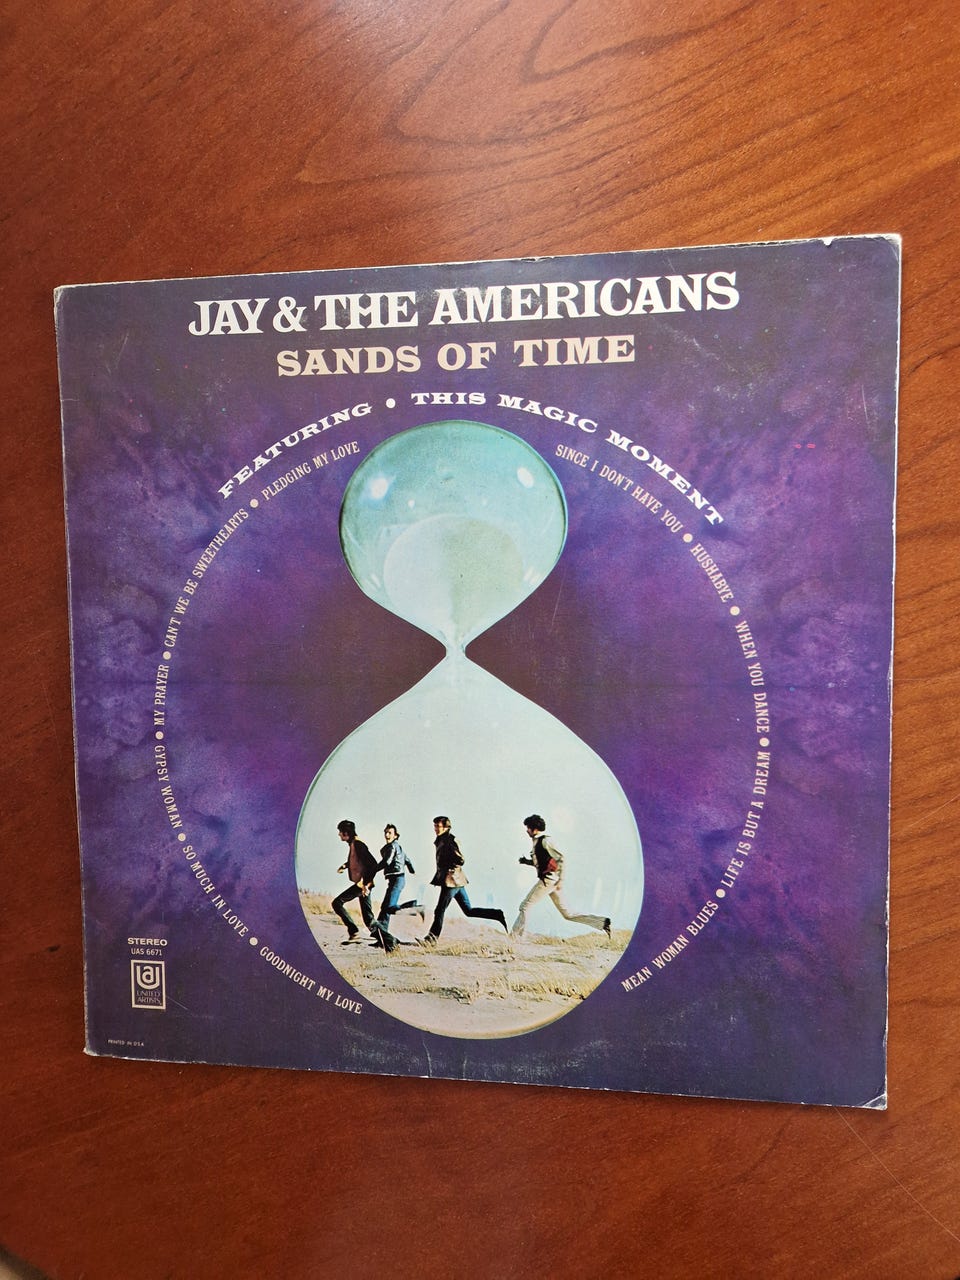 JAY & THE AMERICANS
SANDS OF TIME
FEATURING • THIS MAGIC MOMENT
SINCE I DON'T HAVE YOU • HUSHABYE • WHEN YOU DANCE • LIFE IS BUT A DREAM • MEAN WOMAN BLUES
GOODNIGHT MY LOVE • SO MUCH IN LOVE • GYPSY WOMAN • MY PRAYER • CAN'T WE BE SWEETHEARTS • PLEDGING MY LOVE
STEREO
UAS 6671
UA
UNITED
ARTISTS
PRINTED IN U.S.A.